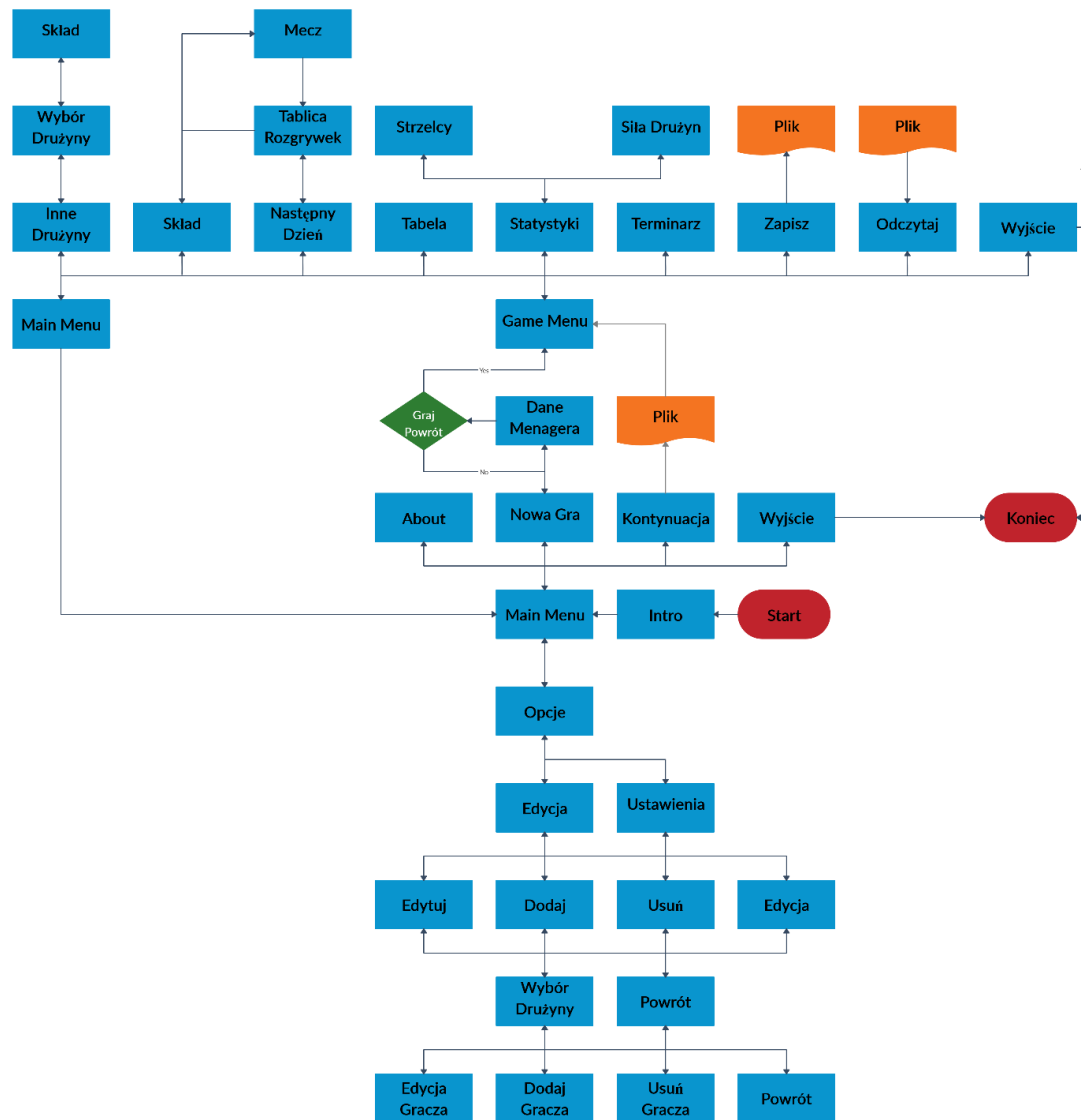 Skład
Mecz
Wybór
Drużyny
Tablica
Rozgrywek
Strzelcy
Siła Drużyn
Plik
Plik
Inne
Drużyny
Skład
Następny
Dzień
Tabela
Statystyki
Terminarz
Zapisz
Odczytaj
Wyjście
Main Menu
Game Menu
Yes
Graj
Powrót
Dane
Menagera
Plik
No
About
Nowa Gra
Kontynuacja
Wyjście
Koniec
Main Menu
Intro
Start
Opcje
Edycja
Ustawienia
Edytuj
Dodaj
Usuń
Edycja
Wybór
Drużyny
Powrót
Edycja
Gracza
Dodaj
Gracza
Usuń
Gracza
Powrót